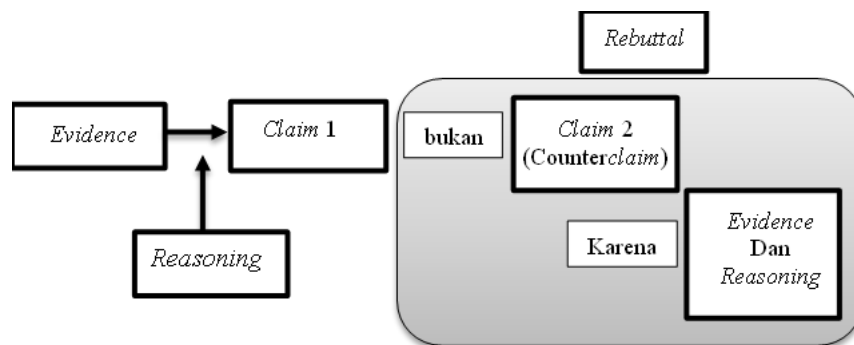 Rebuttal
Evidence
Claim 1
bukan
Claim 2
(Counterclaim)
Reasoning
Karena
Evidence
Dan
Reasoning